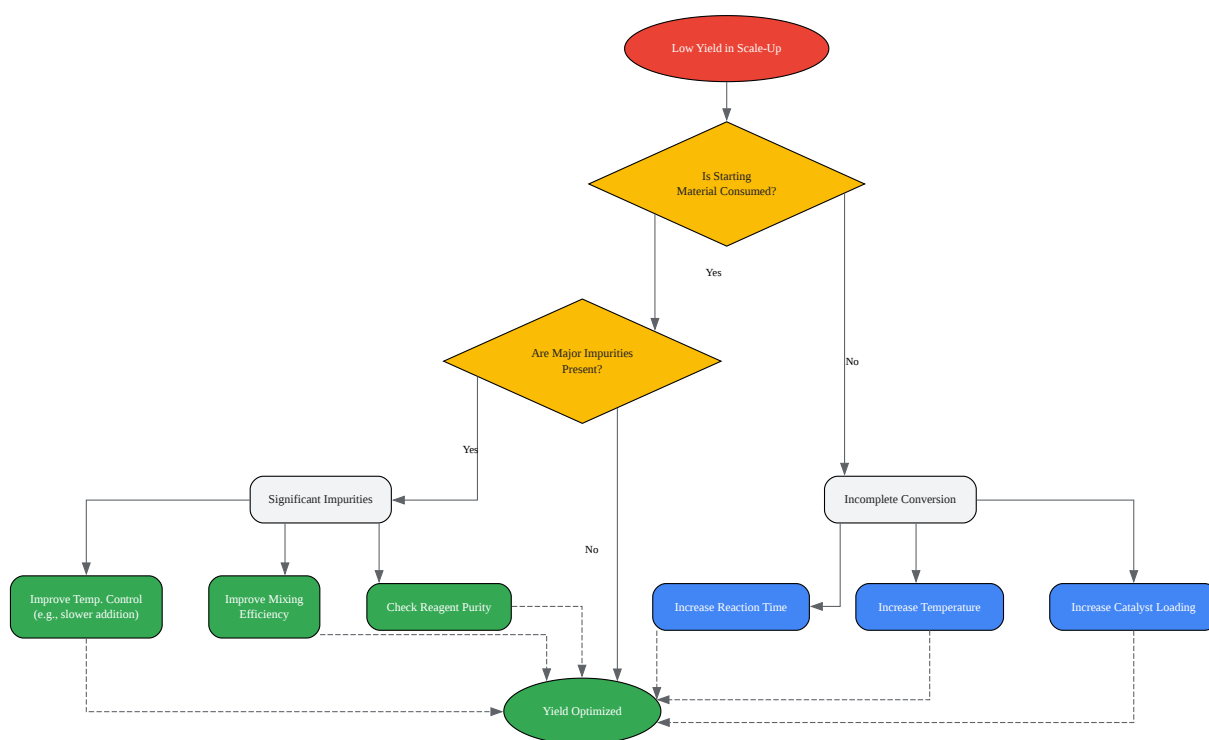 Low Yield in Scale-Up
Is Starting
Material Consumed?
Yes
Are Major Impurities
Present?
No
Yes
Significant Impurities
Incomplete Conversion
No
Improve Temp. Control
(e.g., slower addition)
Improve Mixing
Efficiency
Check Reagent Purity
Increase Reaction Time
Increase Temperature
Increase Catalyst Loading
Yield Optimized